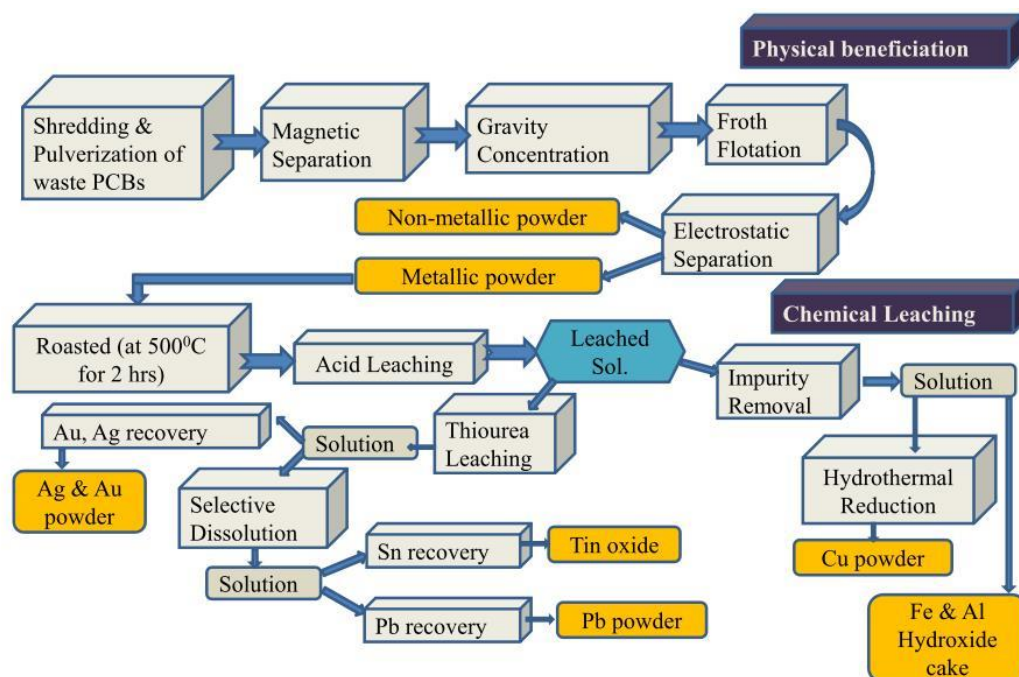 Physical beneficiation
Shredding &
Pulverization of
waste PCBs
Magnetic
Separation
Gravity
Concentration
Froth
Flotation
Non-metallic powder
Electrostatic
Separation
Metallic powder
Chemical Leaching
Roasted (at 500⁰C
for 2 hrs)
Acid Leaching
Leached
Sol.
Impurity
Removal
Solution
Au, Ag recovery
Solution
Thiourea
Leaching
Ag & Au
powder
Selective
Dissolution
Hydrothermal
Reduction
Sn recovery
Tin oxide
Cu powder
Solution
Pb recovery
Pb powder
Fe & Al
Hydroxide
cake